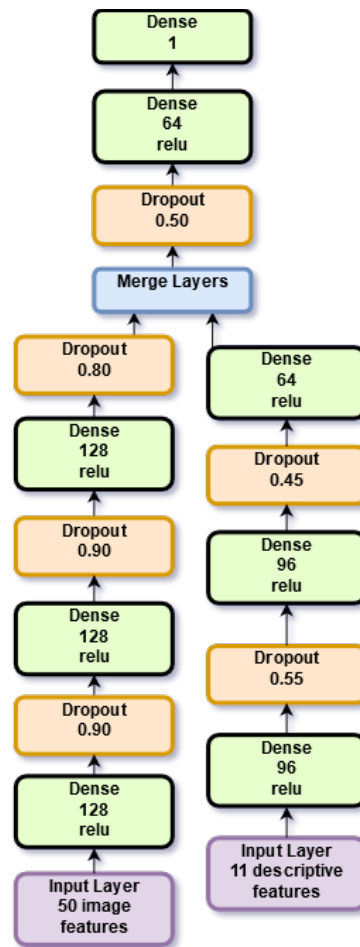 Dense
1
Dense
64
relu
Dropout
0.50
Merge Layers
Dropout
0.80
Dense
128
relu
Dropout
0.90
Dense
128
relu
Dropout
0.90
Dense
128
relu
Input Layer
50 image
features
Dense
64
relu
Dropout
0.45
Dense
96
relu
Dropout
0.55
Dense
96
relu
Input Layer
11 descriptive
features